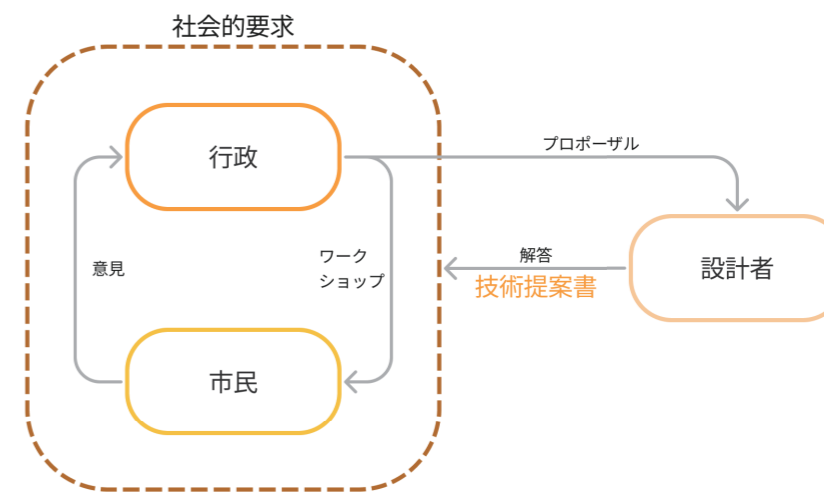 社会的要求
行政
プロポーザル
意見
ワーク
ショップ
解答
技術提案書
設計者
市民